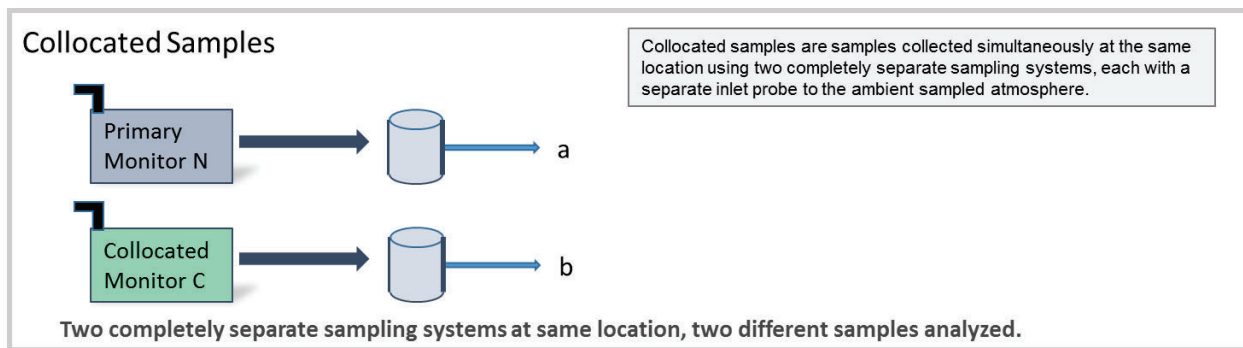 Collocated Samples
Collocated samples are samples collected simultaneously at the same
location using two completely separate sampling systems, each with a
separate inlet probe to the ambient sampled atmosphere.
Primary
Monitor N
a
Collocated
Monitor C
b
Two completely separate sampling systems at same location, two different samples analyzed.